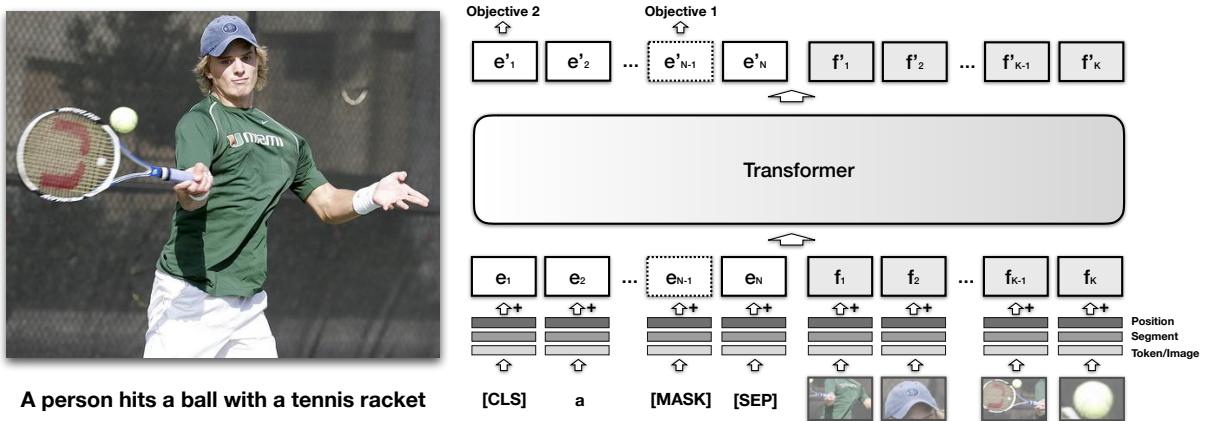 Objective 2 Objective 1
e'1 e'2 ... e'N-1 e'N f'1 f'2 ... f'K-1 f'K
MIAMI
Transformer
e1 e2 ... eN-1 eN f1 f2 ... fK-1 fK
+ + + + + + + +
Position
Segment
Token/Image
A person hits a ball with a tennis racket
[CLS] a [MASK] [SEP]